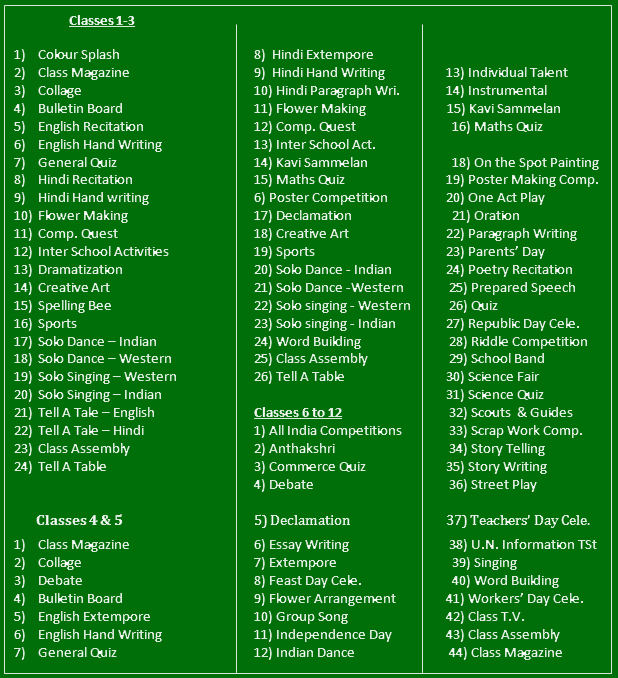 Classes 1-3
1) Colour Splash
2) Class Magazine
3) Collage
4) Bulletin Board
5) English Recitation
6) English Hand Writing
7) General Quiz
8) Hindi Recitation
9) Hindi Hand writing
10) Flower Making
11) Comp. Quest
12) Inter School Activities
13) Dramatization
14) Creative Art
15) Spelling Bee
16) Sports
17) Solo Dance – Indian
18) Solo Dance – Western
19) Solo Singing – Western
20) Solo Singing – Indian
21) Tell A Tale – English
22) Tell A Tale – Hindi
23) Class Assembly
24) Tell A Table
Classes 4 & 5
1) Class Magazine
2) Collage
3) Debate
4) Bulletin Board
5) English Extempore
6) English Hand Writing
7) General Quiz
8) Hindi Extempore
9) Hindi Hand Writing
10) Hindi Paragraph Wri.
11) Flower Making
12) Comp. Quest
13) Inter School Act.
14) Kavi Sammelan
15) Maths Quiz
6) Poster Competition
17) Declamation
18) Creative Art
19) Sports
20) Solo Dance - Indian
21) Solo Dance -Western
22) Solo singing - Western
23) Solo singing - Indian
24) Word Building
25) Class Assembly
26) Tell A Table
Classes 6 to 12
1) All India Competitions
2) Anthakshri
3) Commerce Quiz
4) Debate
5) Declamation
6) Essay Writing
7) Extempore
8) Feast Day Cele.
9) Flower Arrangement
10) Group Song
11) Independence Day
12) Indian Dance
13) Individual Talent
14) Instrumental
15) Kavi Sammelan
16) Maths Quiz
18) On the Spot Painting
19) Poster Making Comp.
20) One Act Play
21) Oration
22) Paragraph Writing
23) Parents’ Day
24) Poetry Recitation
25) Prepared Speech
26) Quiz
27) Republic Day Cele.
28) Riddle Competition
29) School Band
30) Science Fair
31) Science Quiz
32) Scouts & Guides
33) Scrap Work Comp.
34) Story Telling
35) Story Writing
36) Street Play
37) Teachers’ Day Cele.
38) U.N. Information TSt
39) Singing
40) Word Building
41) Workers’ Day Cele.
42) Class T.V.
43) Class Assembly
44) Class Magazine